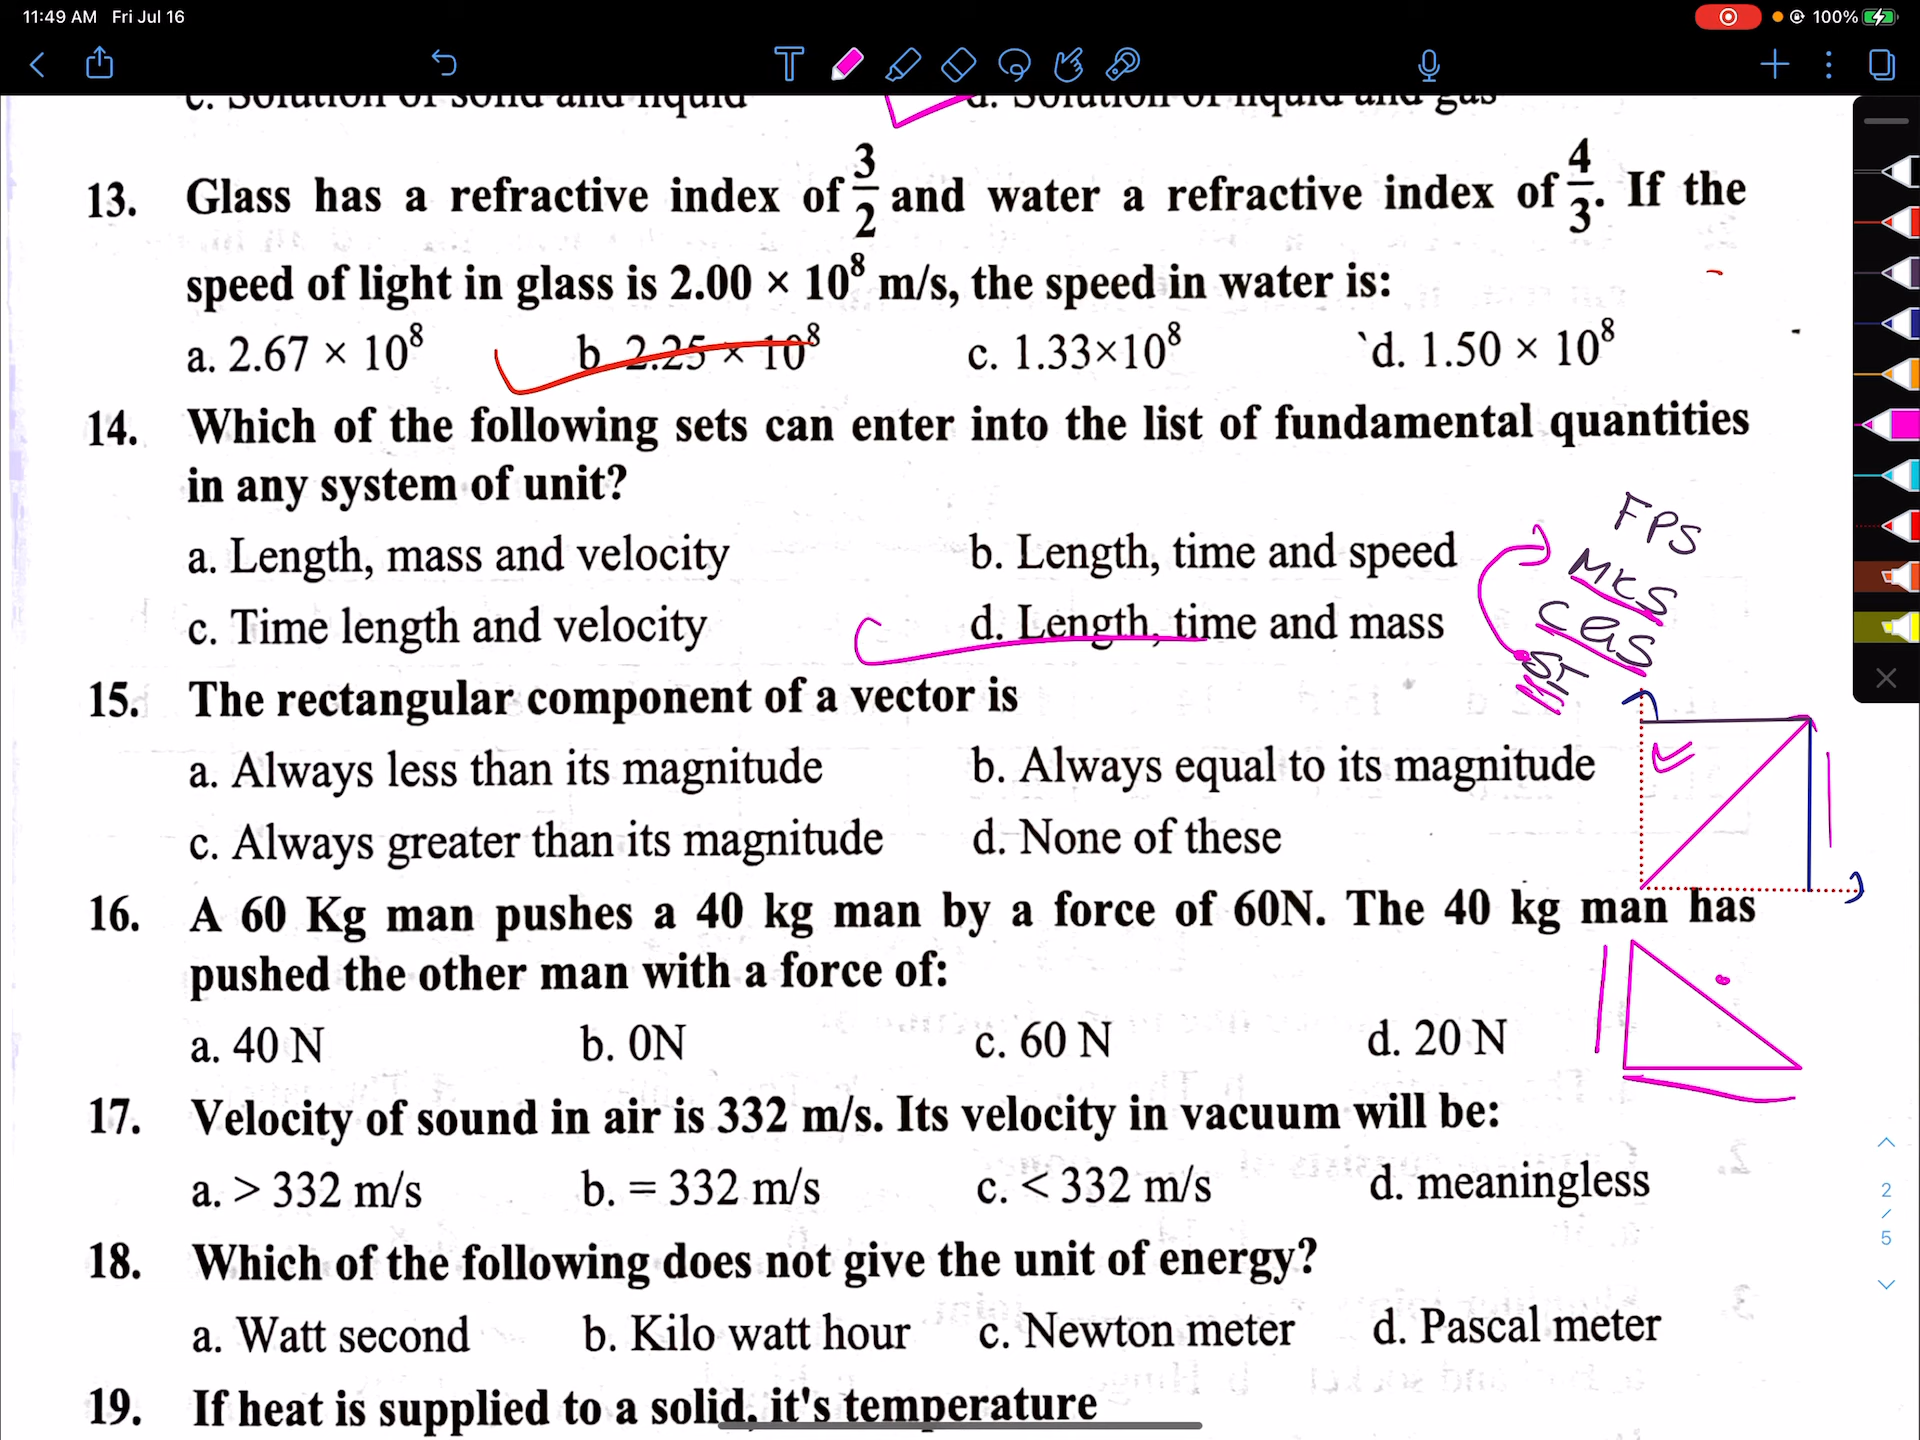 11:49 AM Fri Jul 16
100%
c. Solution of solid and liquid d. Solution of liquid and gas
13. Glass has a refractive index of 3/2 and water a refractive index of 4/3. If the
speed of light in glass is 2.00 × 10⁸ m/s, the speed in water is:
a. 2.67 × 10⁸ b. 2.25 × 10⁸ c. 1.33×10⁸ `d. 1.50 × 10⁸
14. Which of the following sets can enter into the list of fundamental quantities
in any system of unit?
FPS
a. Length, mass and velocity b. Length, time and speed
MKS
c. Time length and velocity d. Length, time and mass
CGS
SI
15. The rectangular component of a vector is
a. Always less than its magnitude b. Always equal to its magnitude
c. Always greater than its magnitude d. None of these
16. A 60 Kg man pushes a 40 kg man by a force of 60N. The 40 kg man has
pushed the other man with a force of:
a. 40 N b. ON c. 60 N d. 20 N
17. Velocity of sound in air is 332 m/s. Its velocity in vacuum will be:
a. > 332 m/s b. = 332 m/s c. < 332 m/s d. meaningless
18. Which of the following does not give the unit of energy?
a. Watt second b. Kilo watt hour c. Newton meter d. Pascal meter
19. If heat is supplied to a solid, it's temperature
2
/
5